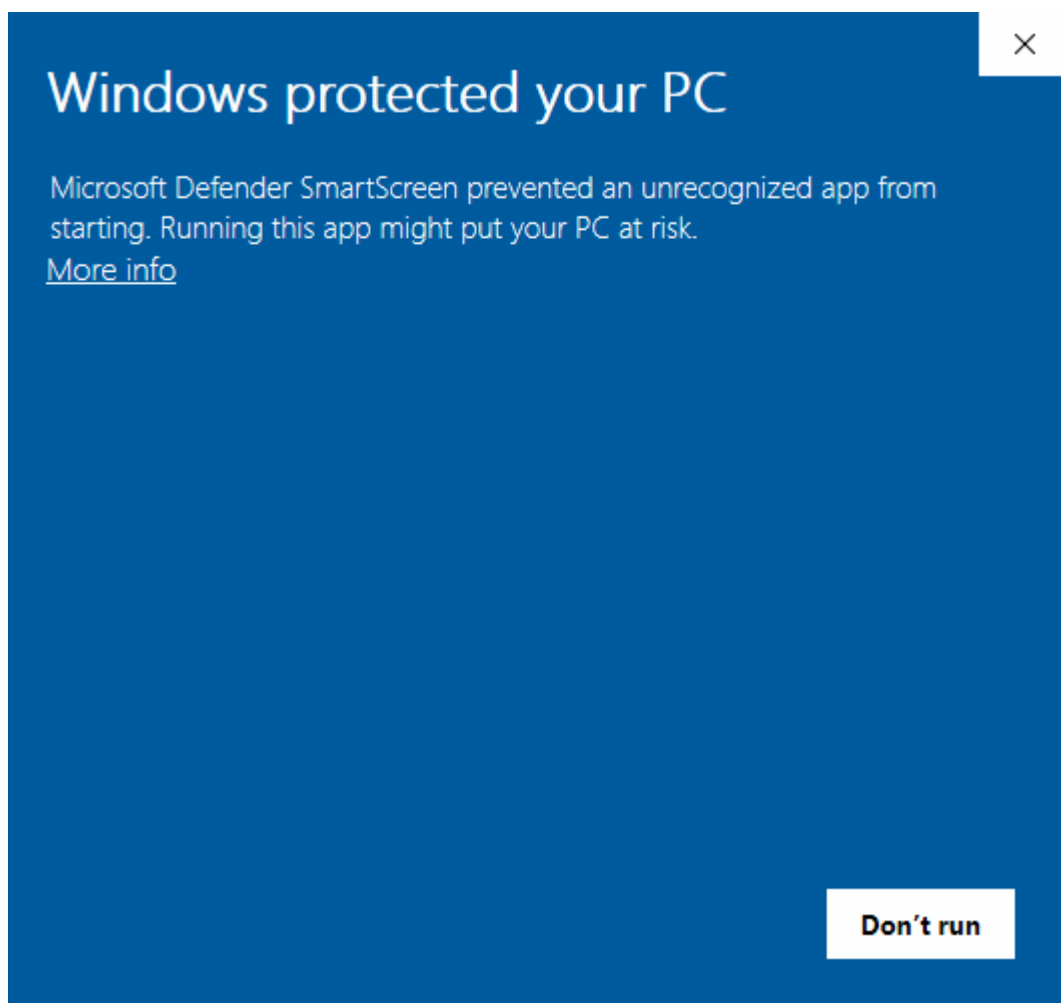 Windows protected your PC
Microsoft Defender SmartScreen prevented an unrecognized app from
starting. Running this app might put your PC at risk.
More info
Don’t run